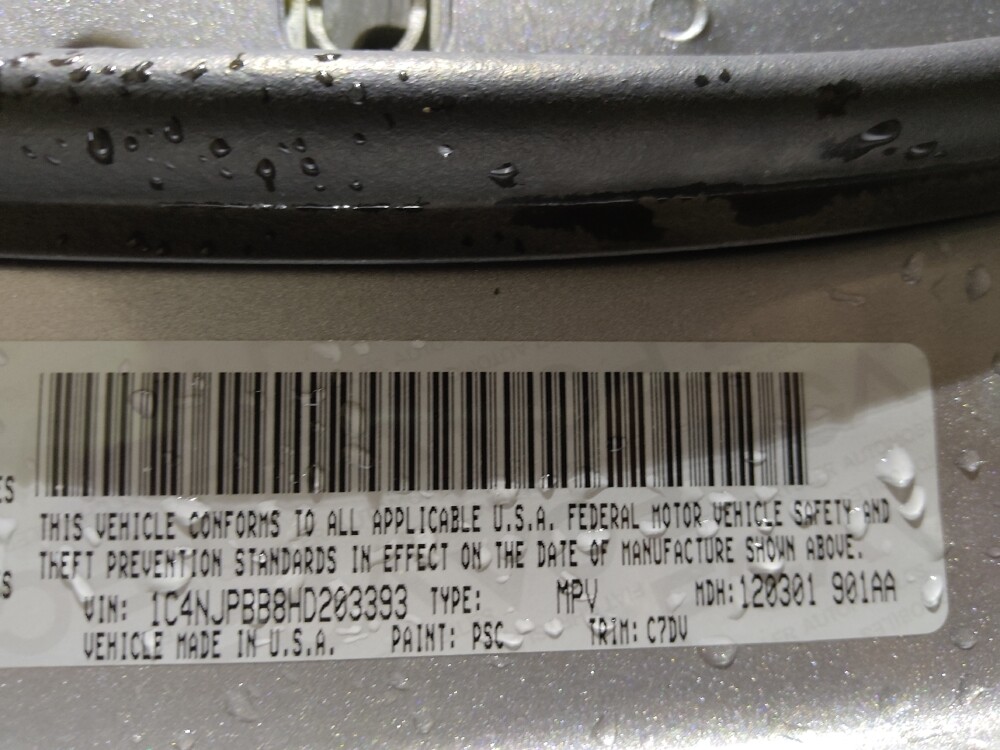 ES
THIS VEHICLE CONFORMS TO ALL APPLICABLE U.S.A. FEDERAL MOTOR VEHICLE SAFETY AND
THEFT PREVENTION STANDARDS IN EFFECT ON THE DATE OF MANUFACTURE SHOWN ABOVE.
S
VIN: 1C4NJPBB8HD203393 TYPE: MPV MDH:120301 901AA
VEHICLE MADE IN U.S.A. PAINT: PSC TRIM: C7DV